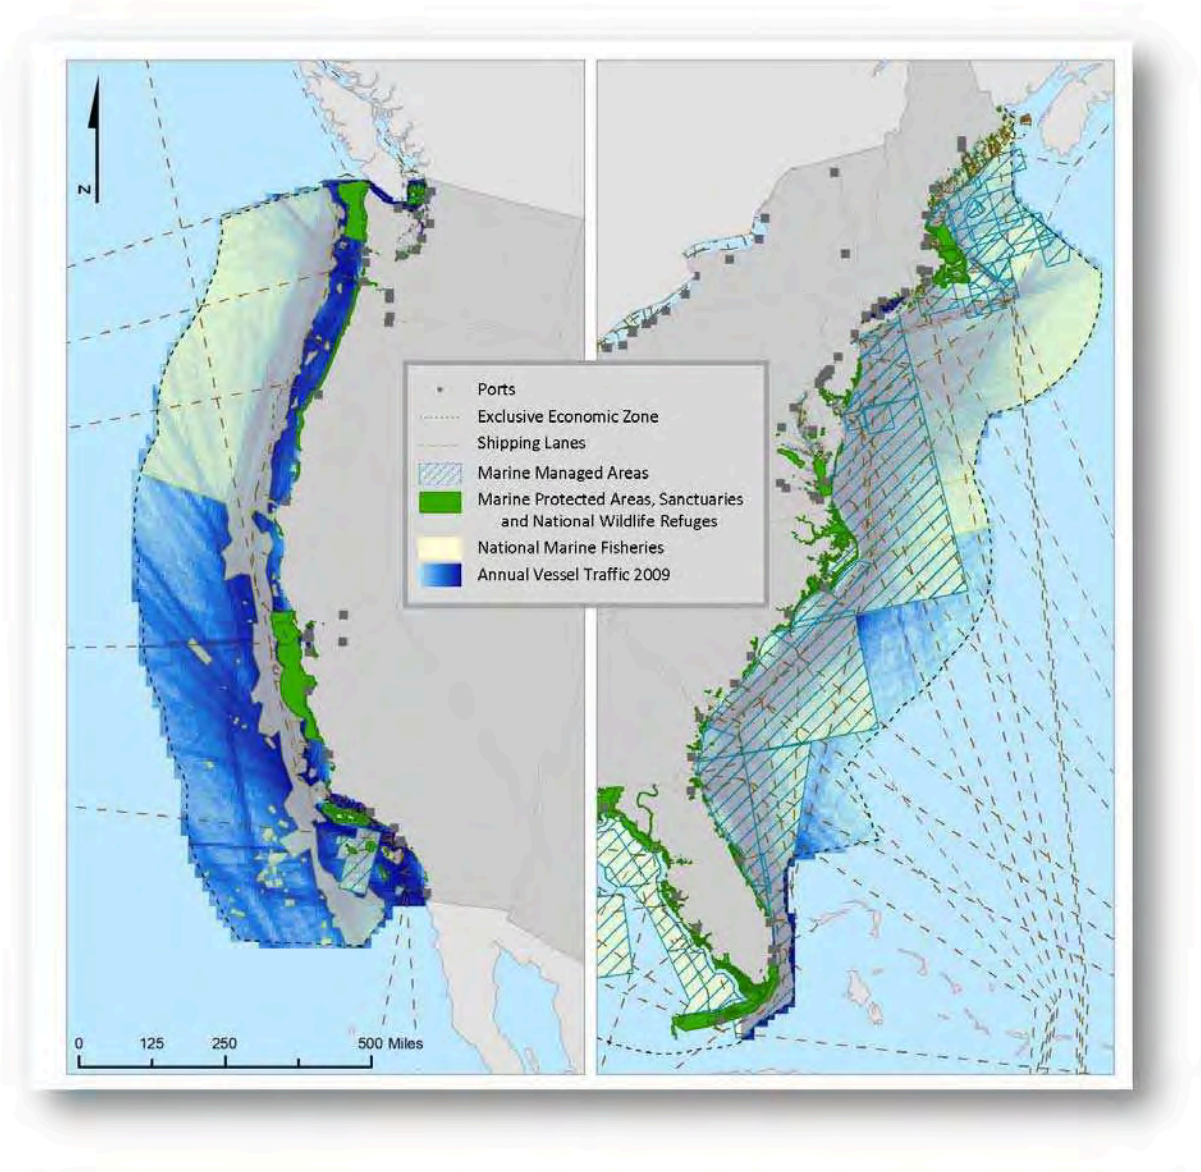 N
Ports
Exclusive Economic Zone
Shipping Lanes
Marine Managed Areas
Marine Protected Areas, Sanctuaries
and National Wildlife Refuges
National Marine Fisheries
Annual Vessel Traffic 2009
0 125 250 500 Miles